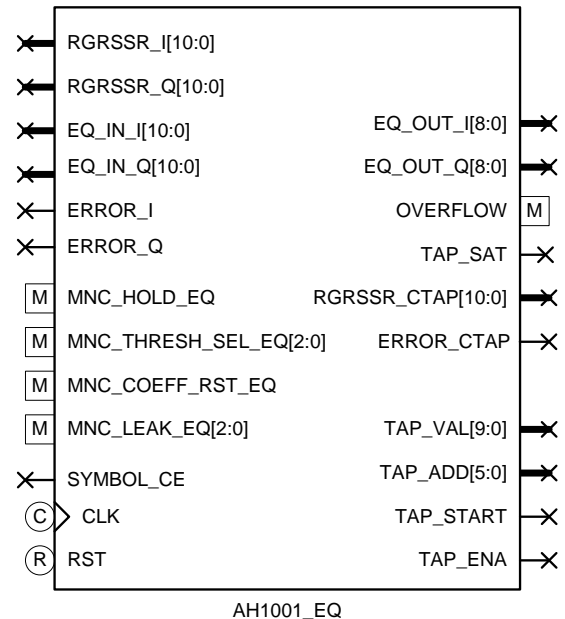 RGRSSR_I[10:0]
RGRSSR_Q[10:0]
EQ_IN_I[10:0]
EQ_IN_Q[10:0]
ERROR_I
ERROR_Q
M MNC_HOLD_EQ
M MNC_THRESH_SEL_EQ[2:0]
M MNC_COEFF_RST_EQ
M MNC_LEAK_EQ[2:0]
SYMBOL_CE
C CLK
R RST
EQ_OUT_I[8:0]
EQ_OUT_Q[8:0]
OVERFLOW M
TAP_SAT
RGRSSR_CTAP[10:0]
ERROR_CTAP
TAP_VAL[9:0]
TAP_ADD[5:0]
TAP_START
TAP_ENA
AH1001_EQ